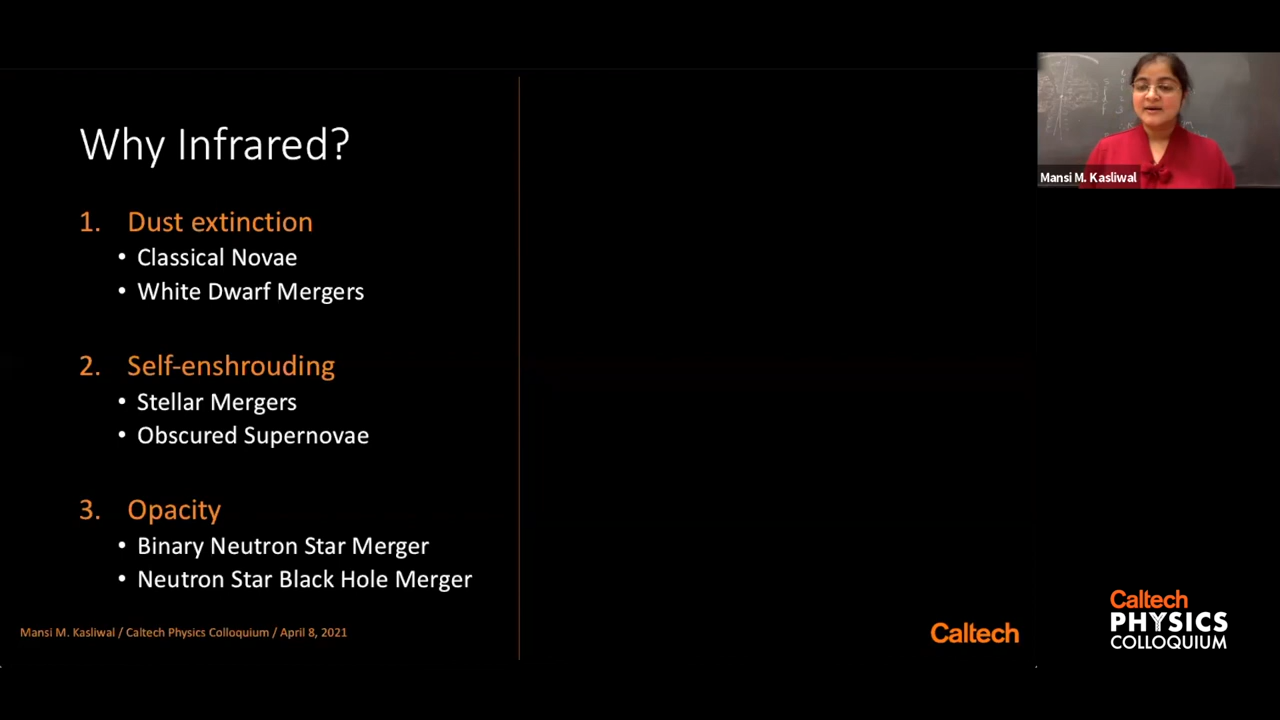 Why Infrared?
1. Dust extinction
• Classical Novae
• White Dwarf Mergers
2. Self-enshrouding
• Stellar Mergers
• Obscured Supernovae
3. Opacity
• Binary Neutron Star Merger
• Neutron Star Black Hole Merger
Mansi M. Kasliwal / Caltech Physics Colloquium / April 8, 2021
Caltech
Mansi M. Kasliwal
Caltech
PHYSICS
COLLOQUIUM